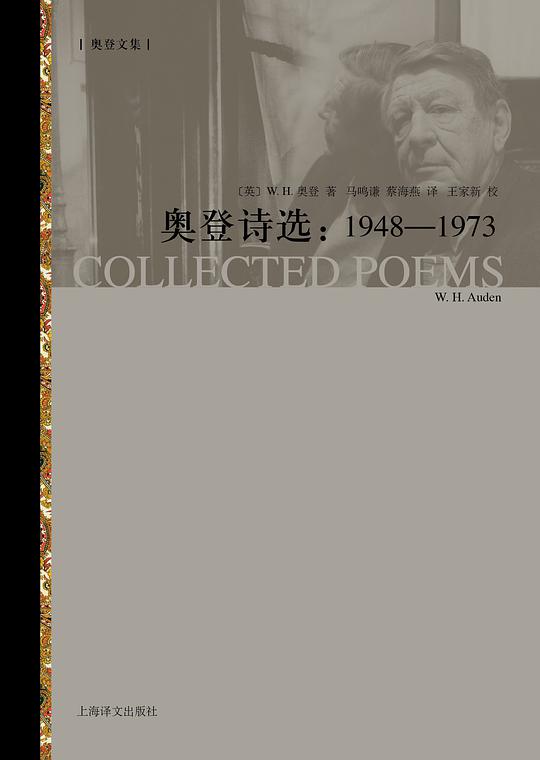 | 奥登文集 |
〔英〕W. H. 奥登 著 马鸣谦 蔡海燕 译 王家新 校
奥登诗选：1948—1973
COLLECTED POEMS
W. H. Auden
上海译文出版社